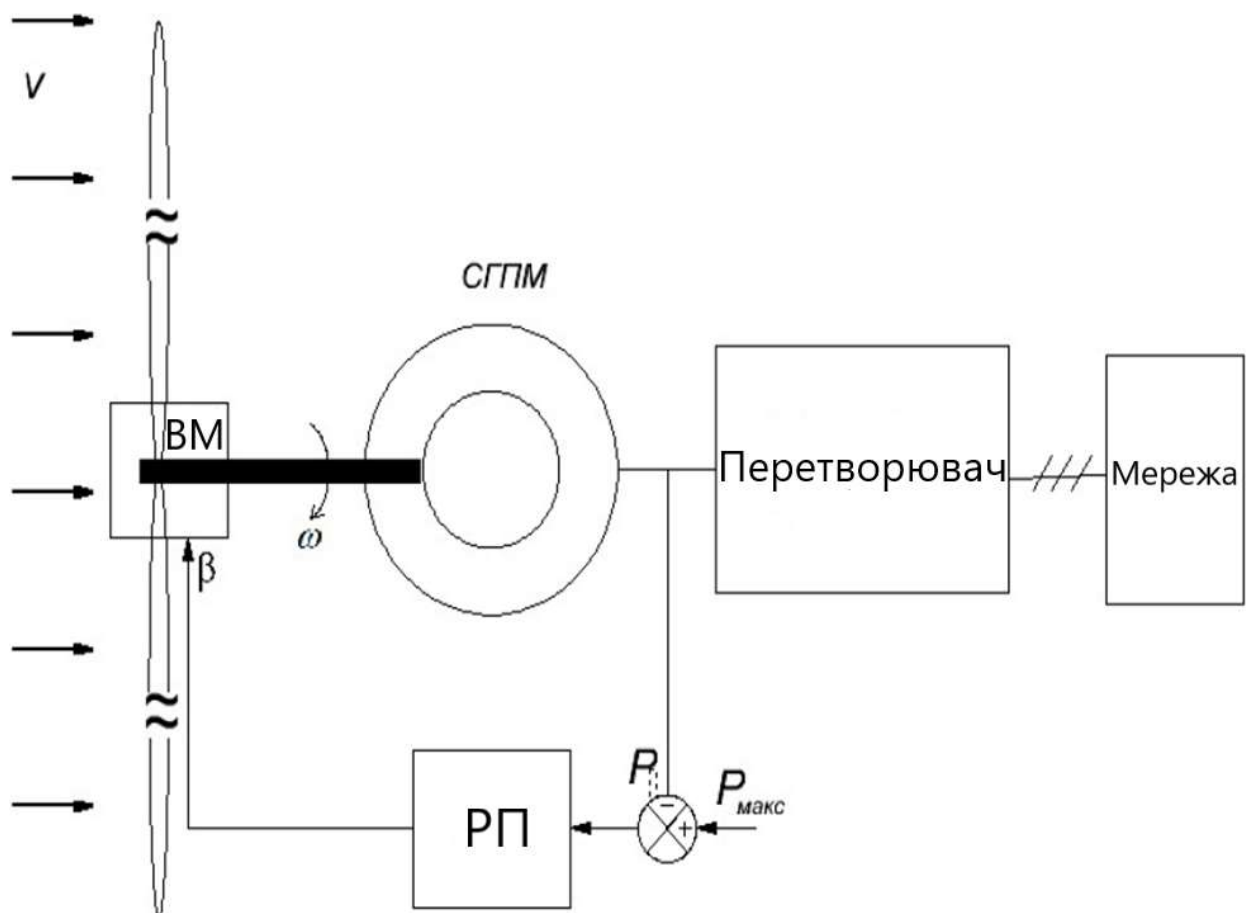 V
СГПМ
ВМ
Перетворювач
Мережа
ω
β
P
−
+
Pмакс
РП